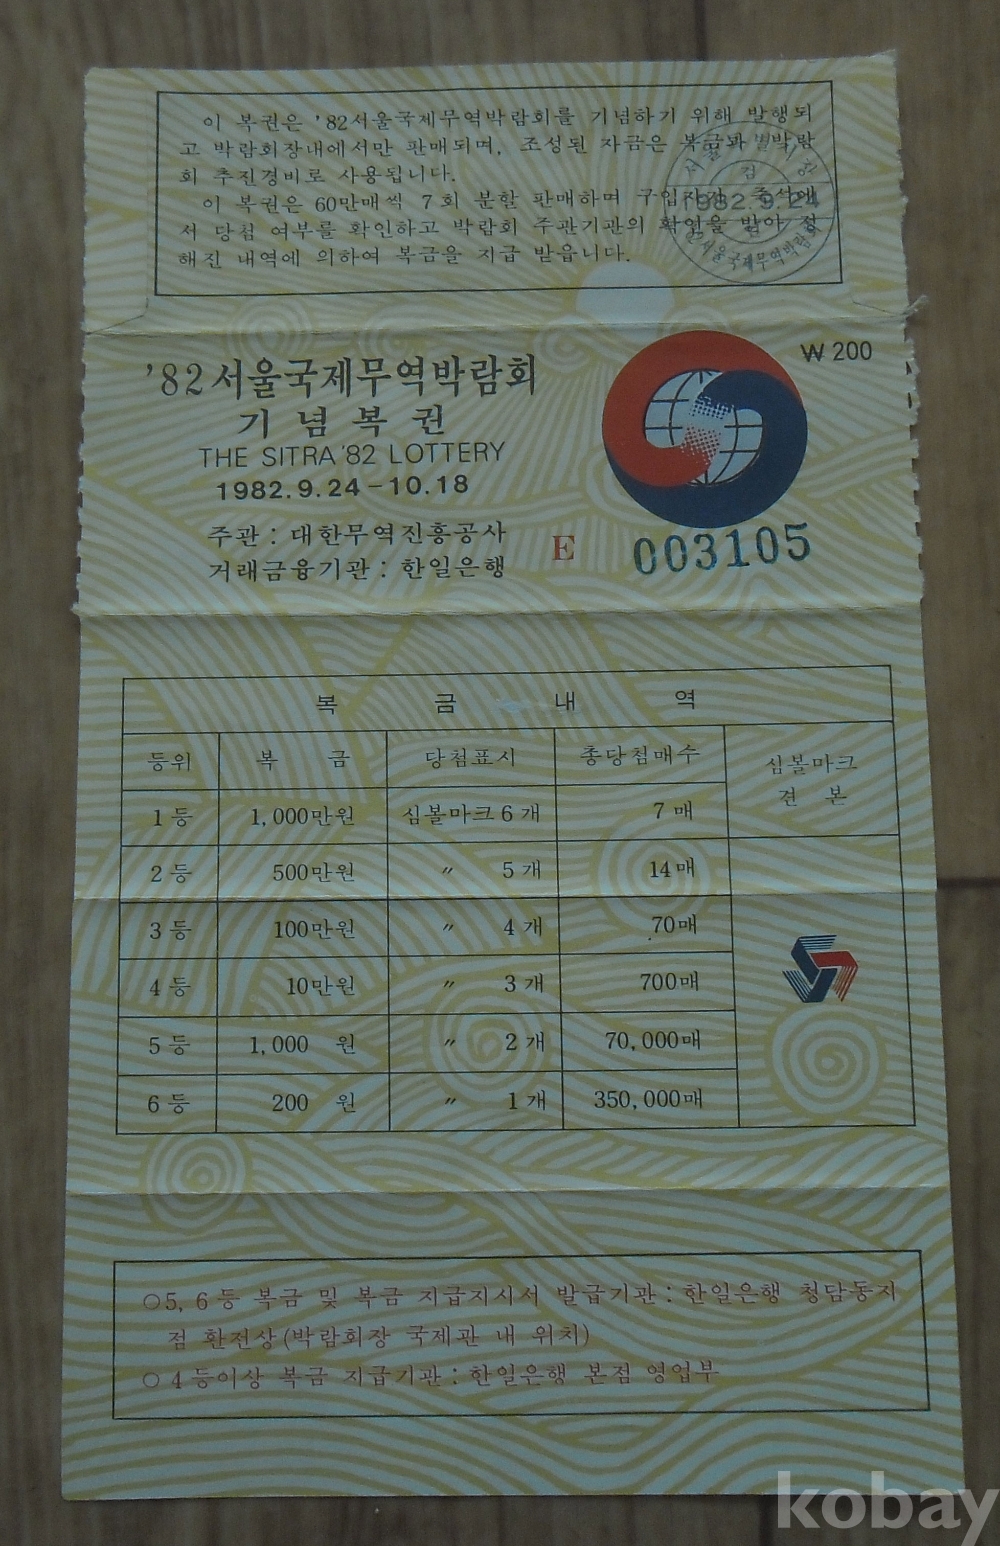 이 복권은 '82서울국제무역박람회를 기념하기 위해 발행되
고 박람회장내에서만 판매되며, 조성된 자금은 복금과 박람
회 추진경비로 사용됩니다.
이 복권은 60만매씩 7회 분할 판매하며 구입자가 즉석에
서 당첨 여부를 확인하고 박람회 주관기관의 확인을 받아 정
해진 내역에 의하여 복금을 지급 받읍니다.
1982.9.24
'82서울국제무역박람회
'82서울국제무역박람회
기념복권
₩200
THE SITRA '82 LOTTERY
1982.9.24-10.18
주관 : 대한무역진흥공사
거래금융기관 : 한일은행
E 003105
복 금 내 역
등위 복 금 당첨표시 총당첨매수 심볼마크 견 본
1등 1,000만원 심볼마크 6개 7매
2등 500만원 〃 5개 14매
3등 100만원 〃 4개 70매
4등 10만원 〃 3개 700매
5등 1,000 원 〃 2개 70,000매
6등 200 원 〃 1개 350,000매
○5, 6등 복금 및 복금 지급지시서 발급기관 : 한일은행 청담동지
점 환전상(박람회장 국제관 내 위치)
○4등이상 복금 지급기관 : 한일은행 본점 영업부
kobay